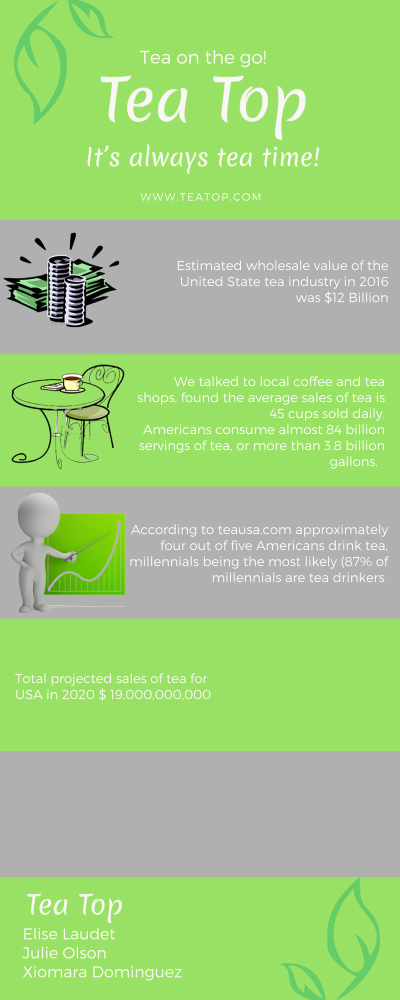 Tea on the go!
Tea Top
It's always tea time!
WWW.TEATOP.COM
Estimated wholesale value of the
United State tea industry in 2016
was $12 Billion
We talked to local coffee and tea
shops, found the average sales of tea is
45 cups sold daily.
Americans consume almost 84 billion
servings of tea, or more than 3.8 billion
gallons.
According to teausa.com approximately
four out of five Americans drink tea,
millennials being the most likely (87% of
millennials are tea drinkers
Total projected sales of tea for
USA in 2020 $ 19,000,000,000
Tea Top
Elise Laudet
Julie Olson
Xiomara Dominguez